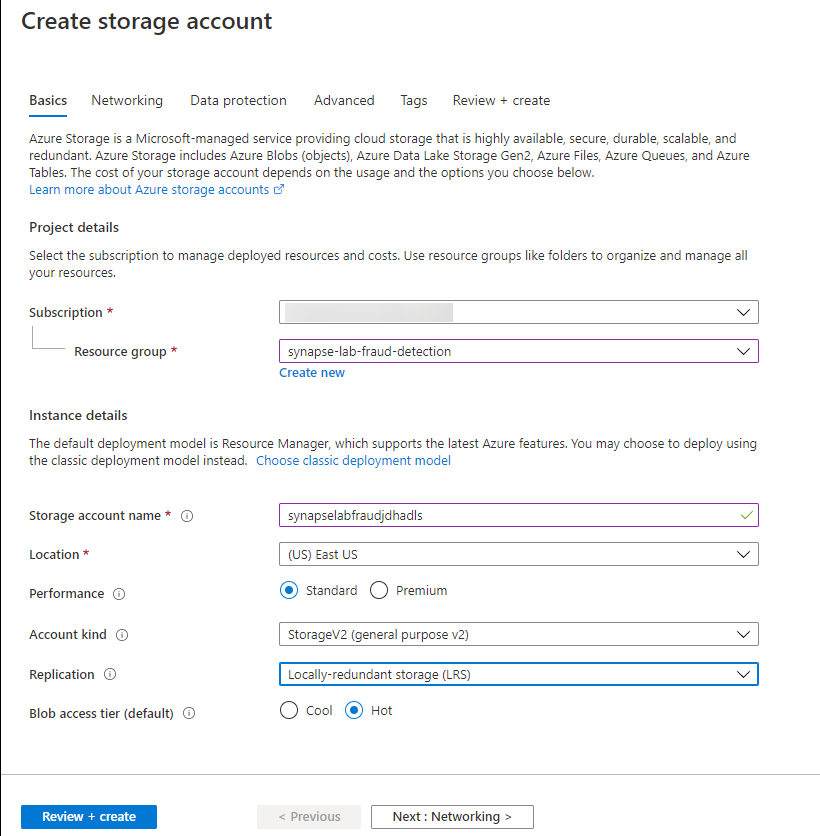 Create storage account
Basics Networking Data protection Advanced Tags Review + create
Azure Storage is a Microsoft-managed service providing cloud storage that is highly available, secure, durable, scalable, and
redundant. Azure Storage includes Azure Blobs (objects), Azure Data Lake Storage Gen2, Azure Files, Azure Queues, and Azure
Tables. The cost of your storage account depends on the usage and the options you choose below.
Learn more about Azure storage accounts
Project details
Select the subscription to manage deployed resources and costs. Use resource groups like folders to organize and manage all
your resources.
Subscription *
Resource group * synapse-lab-fraud-detection
Create new
Instance details
The default deployment model is Resource Manager, which supports the latest Azure features. You may choose to deploy using
the classic deployment model instead. Choose classic deployment model
Storage account name * synapselabfraudjdhadls
Location * (US) East US
Performance Standard Premium
Account kind StorageV2 (general purpose v2)
Replication Locally-redundant storage (LRS)
Blob access tier (default) Cool Hot
Review + create < Previous Next : Networking >